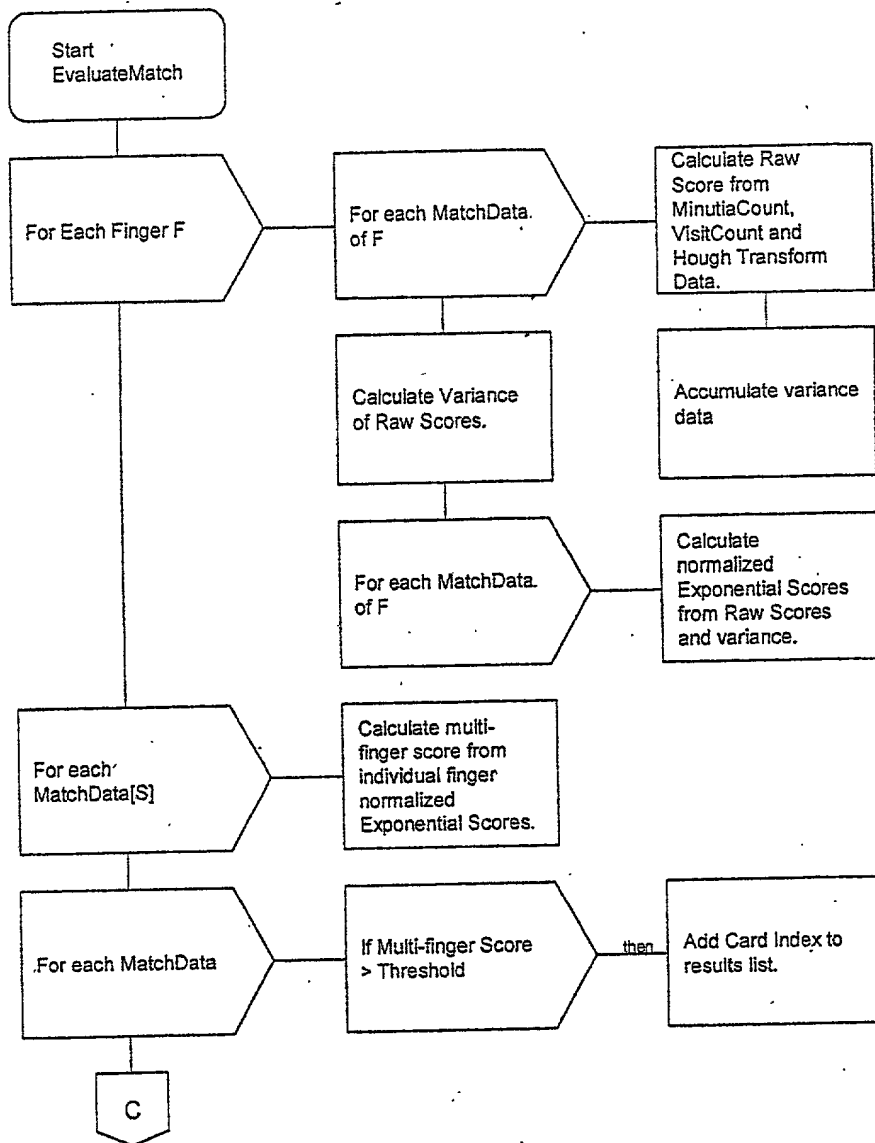 Start
EvaluateMatch
For Each Finger F
For each MatchData.
of F
Calculate Raw
Score from
MinutiaCount,
VisitCount and
Hough Transform
Data.
Calculate Variance
of Raw Scores.
Accumulate variance
data
For each MatchData.
of F
Calculate
normalized
Exponential Scores
from Raw Scores
and variance.
For each
MatchData[S]
Calculate multi-
finger score from
individual finger
normalized
Exponential Scores.
For each MatchData
If Multi-finger Score
> Threshold
then
Add Card Index to
results list.
C